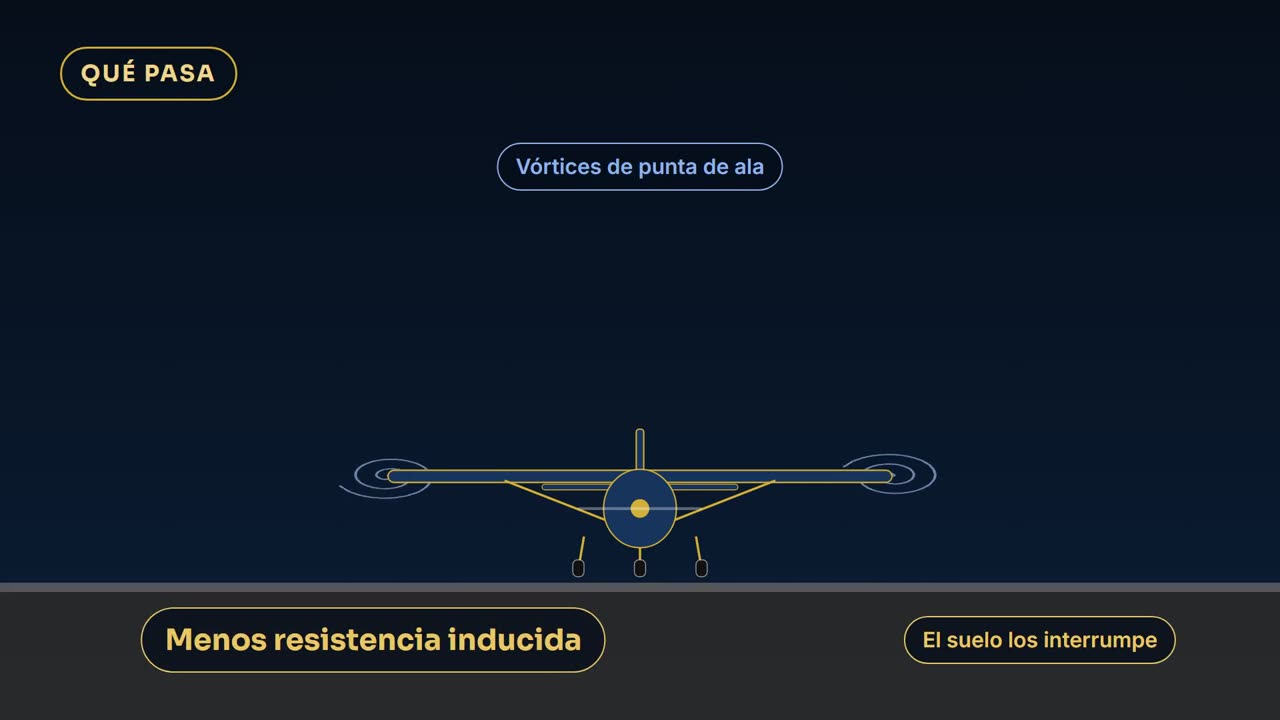 QUÉ PASA
Vórtices de punta de ala
Menos resistencia inducida
El suelo los interrumpe